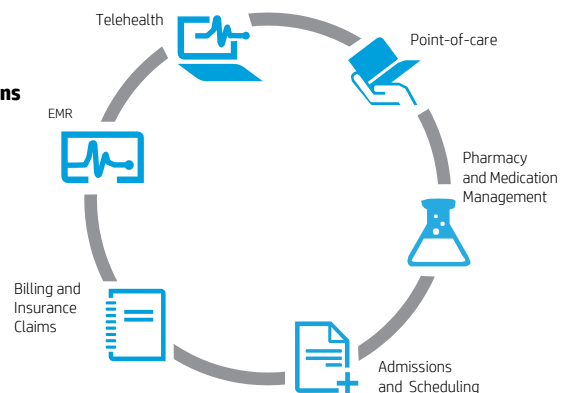 Telehealth
Point-of-care
ns
EMR
Pharmacy
and Medication
Management
Billing and
Insurance
Claims
Admissions
and Scheduling